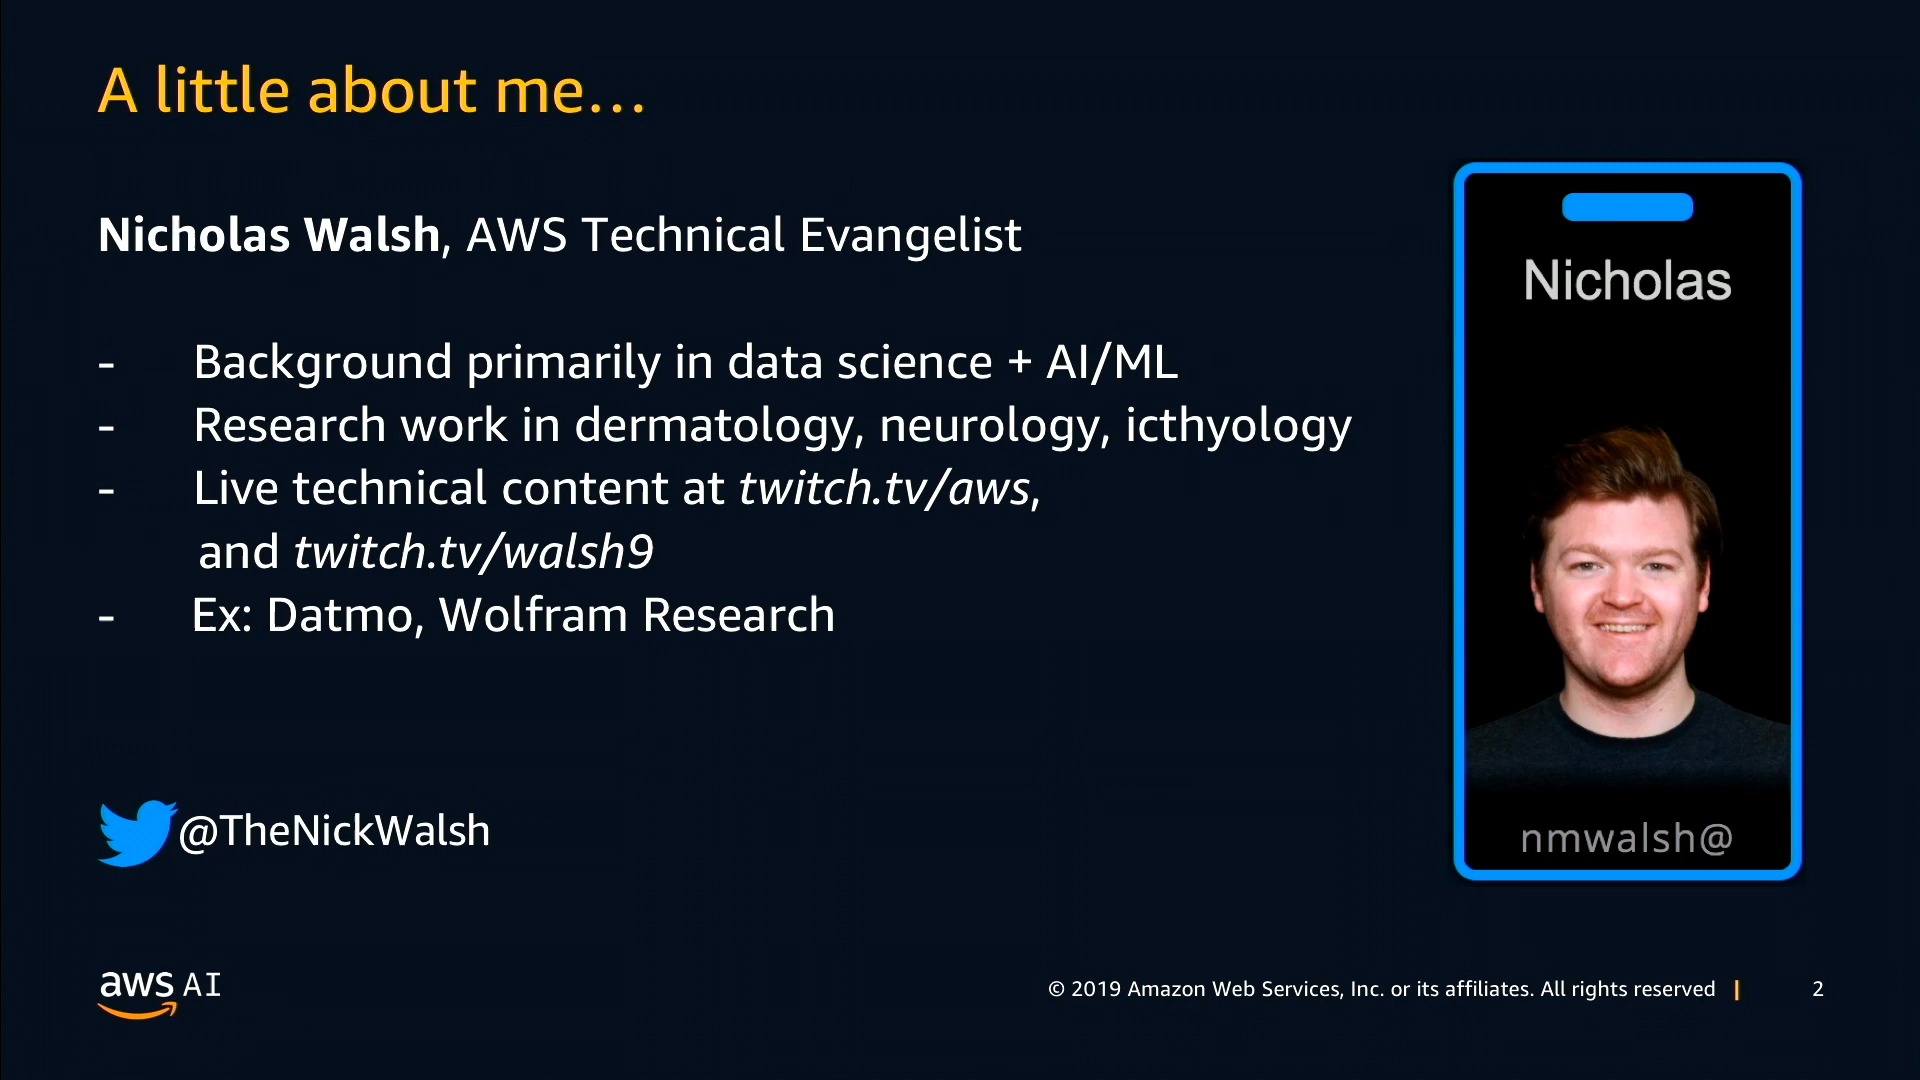 A little about me…
Nicholas Walsh, AWS Technical Evangelist
- Background primarily in data science + AI/ML
- Research work in dermatology, neurology, icthyology
- Live technical content at twitch.tv/aws,
and twitch.tv/walsh9
- Ex: Datmo, Wolfram Research
@TheNickWalsh
Nicholas
nmwalsh@
aws AI
© 2019 Amazon Web Services, Inc. or its affiliates. All rights reserved | 2